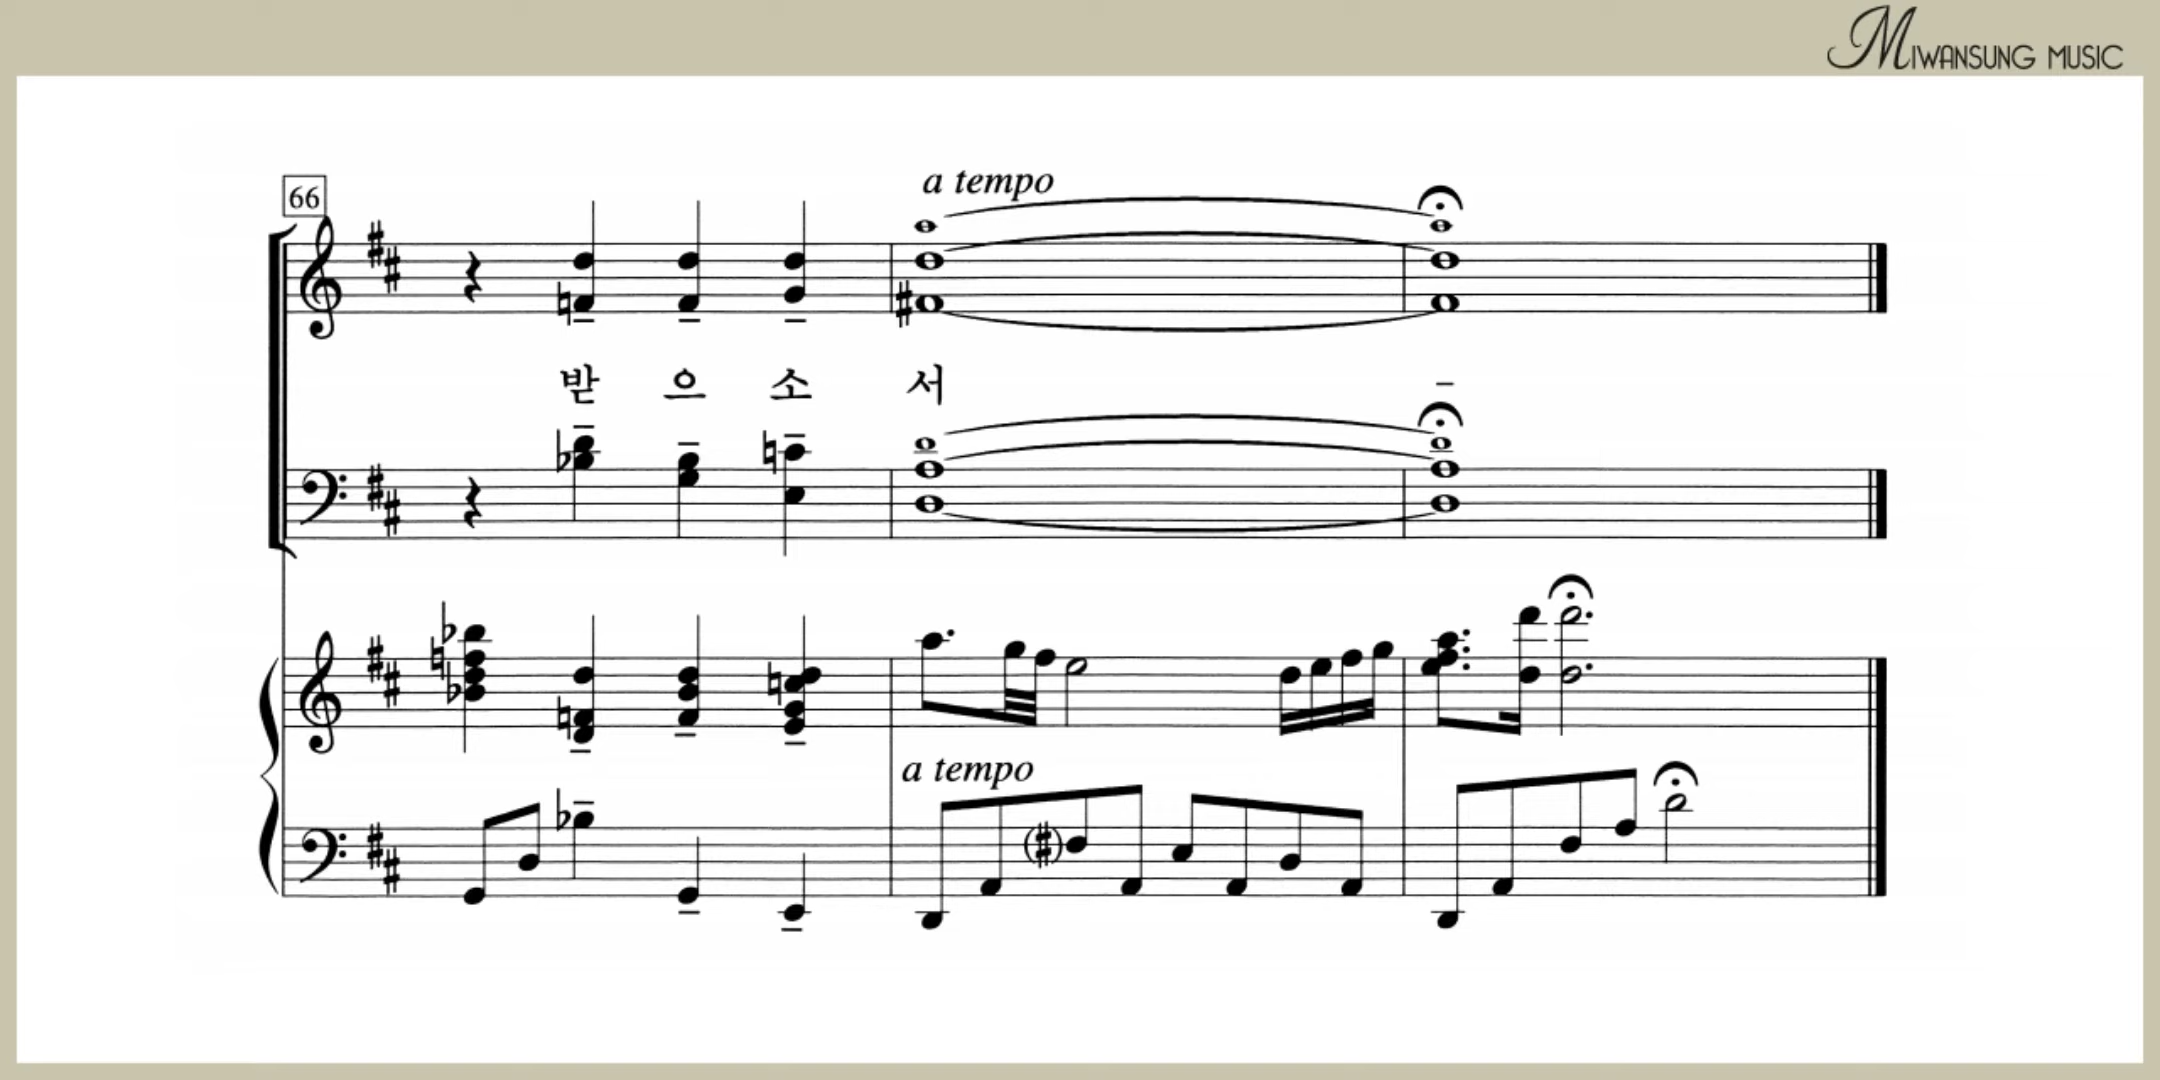 MIWANSUNG MUSIC
66
a tempo
받 으 소 서 –
a tempo